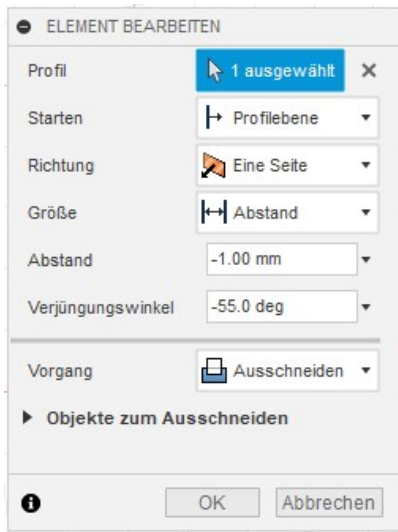 ELEMENT BEARBEITEN
Profil 1 ausgewählt
Starten Profilebene
Richtung Eine Seite
Größe Abstand
Abstand -1.00 mm
Verjüngungswinkel -55.0 deg
Vorgang Ausschneiden
Objekte zum Ausschneiden
OK Abbrechen